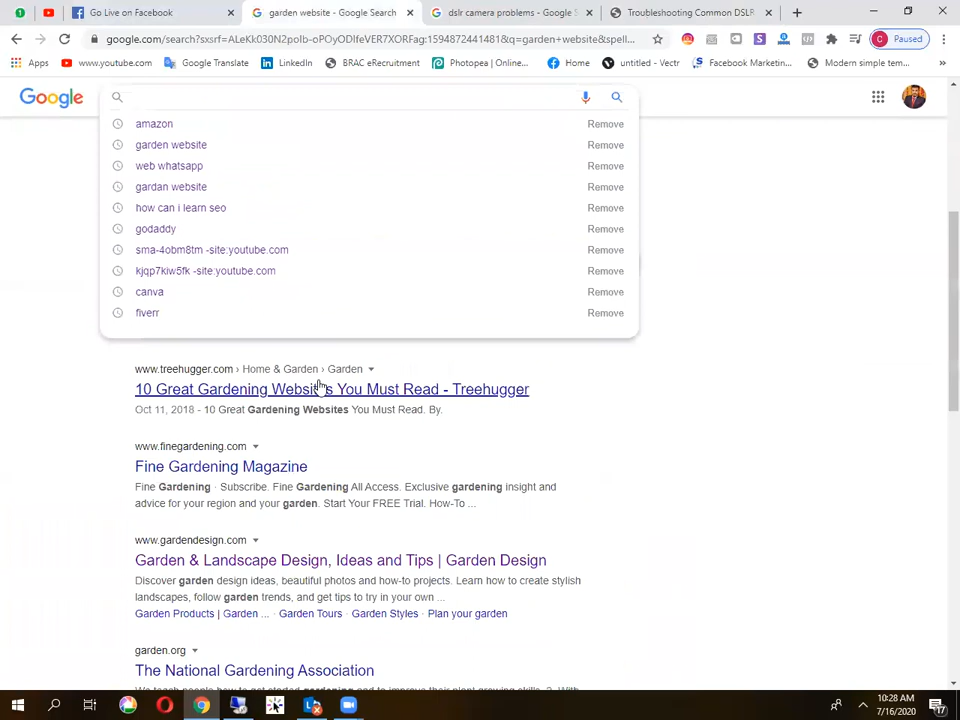 Go Live on Facebook
garden website - Google Search
dslr camera problems - Google S
Troubleshooting Common DSLR
google.com/search?sxsrf=ALeKk030N2poIb-oPOyODlfeVER7XORFag:1594872441481&q=garden+website&spell...
Paused
Apps
www.youtube.com
Google Translate
LinkedIn
BRAC eRecruitment
Photopea | Online...
Home
untitled - Vectr
Facebook Marketin...
Modern simple tem...
»
Google
amazon Remove
garden website Remove
web whatsapp Remove
gardan website Remove
how can i learn seo Remove
godaddy Remove
sma-4obm8tm -site:youtube.com Remove
kjqp7kiw5fk -site:youtube.com Remove
canva Remove
fiverr Remove
www.treehugger.com › Home & Garden › Garden
10 Great Gardening Websites You Must Read - Treehugger
Oct 11, 2018 - 10 Great Gardening Websites You Must Read. By.
www.finegardening.com
Fine Gardening Magazine
Fine Gardening · Subscribe. Fine Gardening All Access. Exclusive gardening insight and
advice for your region and your garden. Start Your FREE Trial. How-To ...
www.gardendesign.com
Garden & Landscape Design, Ideas and Tips | Garden Design
Discover garden design ideas, beautiful photos and how-to projects. Learn how to create stylish
landscapes, follow garden trends, and get tips to try in your own ...
Garden Products | Garden ... · Garden Tours · Garden Styles · Plan your garden
garden.org
The National Gardening Association
10:28 AM
7/16/2020
17